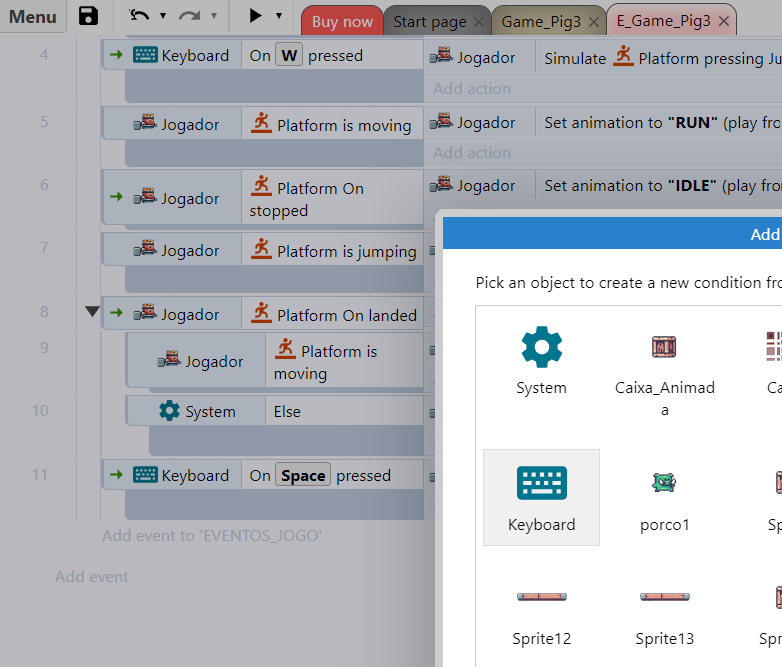 Menu
Buy now
Start page
Game_Pig3
E_Game_Pig3
4
Keyboard
On W pressed
Jogador
Simulate Platform pressing Ju
Add action
5
Jogador
Platform is moving
Jogador
Set animation to "RUN" (play fro
Add action
6
Jogador
Platform On
stopped
Jogador
Set animation to "IDLE" (play fro
7
Jogador
Platform is jumping
8
Jogador
Platform On landed
9
Jogador
Platform is
moving
10
System
Else
11
Keyboard
On Space pressed
Add event to 'EVENTOS_JOGO'
Add event
Add
Pick an object to create a new condition fro
System
Caixa_Animad
a
Ca
Keyboard
porco1
Sp
Sprite12
Sprite13
Spr